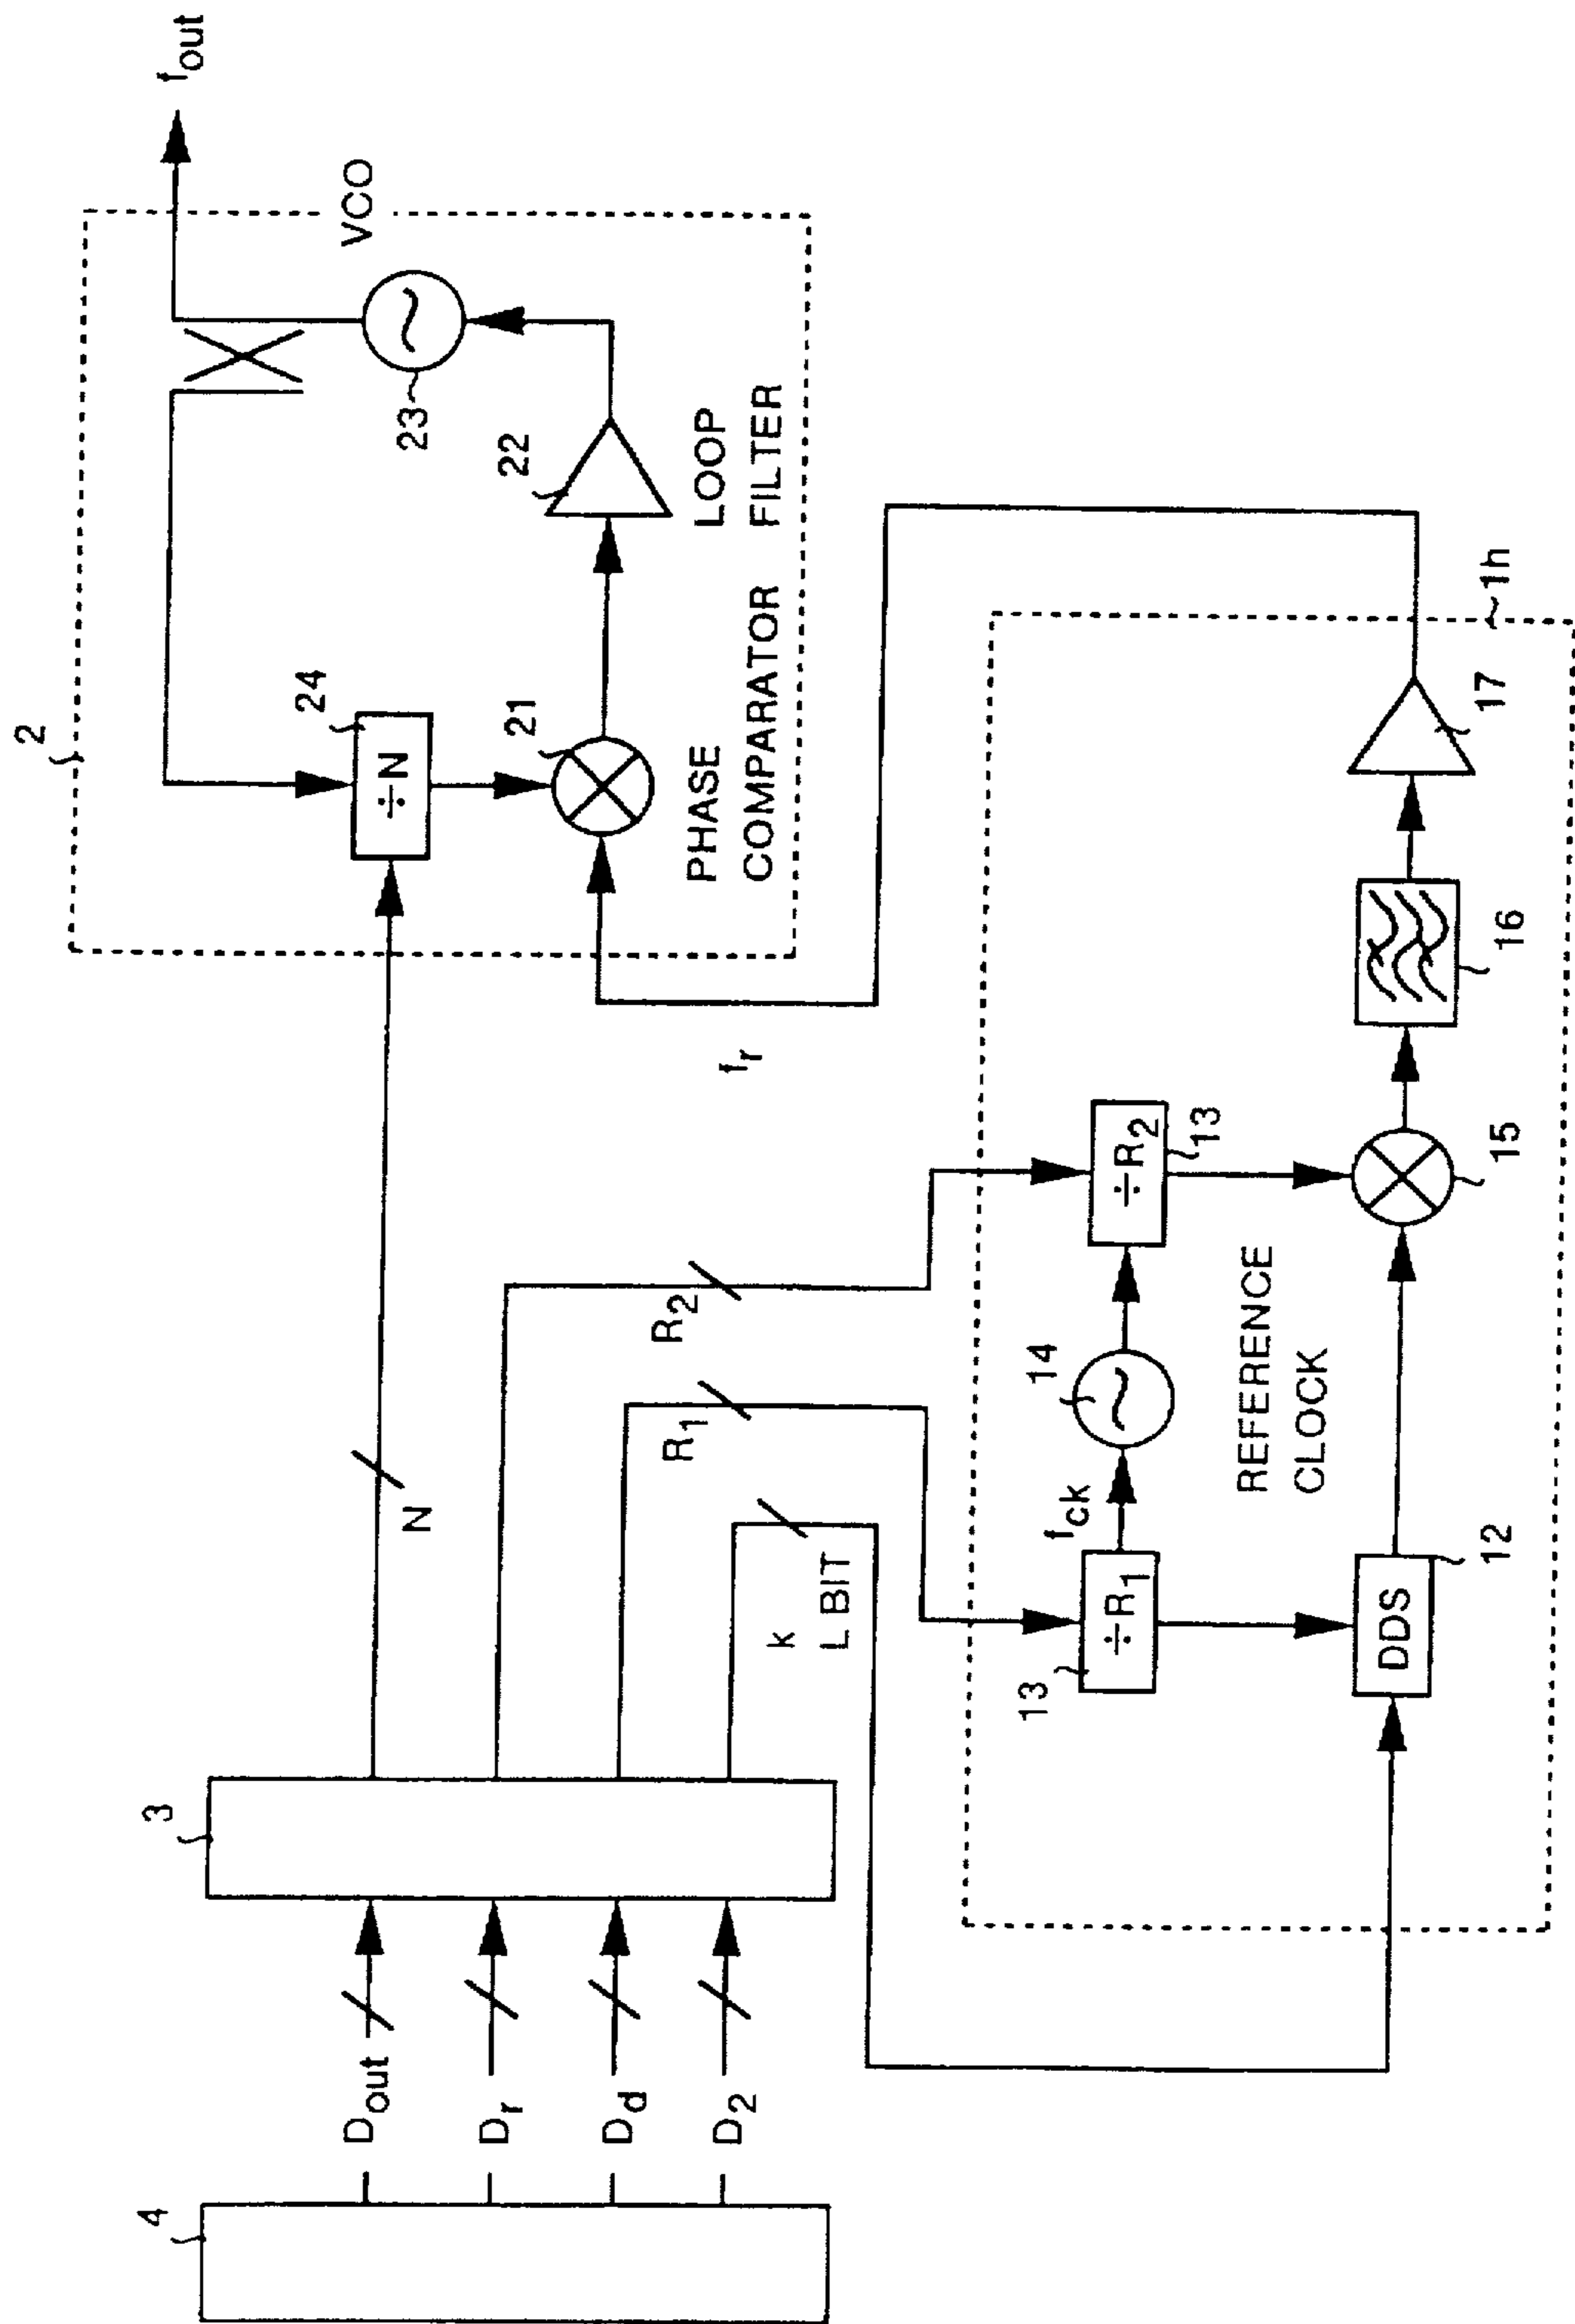 4
D_out
D_r
D_d
D_2
3
N
R_2
R_1
k
L BIT
f_r
2
24
÷N
21
PHASE
COMPARATOR
22
LOOP
FILTER
23
VCO
f_out
13
÷R_1
f_ck
14
REFERENCE
CLOCK
÷R_2
13
DDS
12
15
16
17
1h